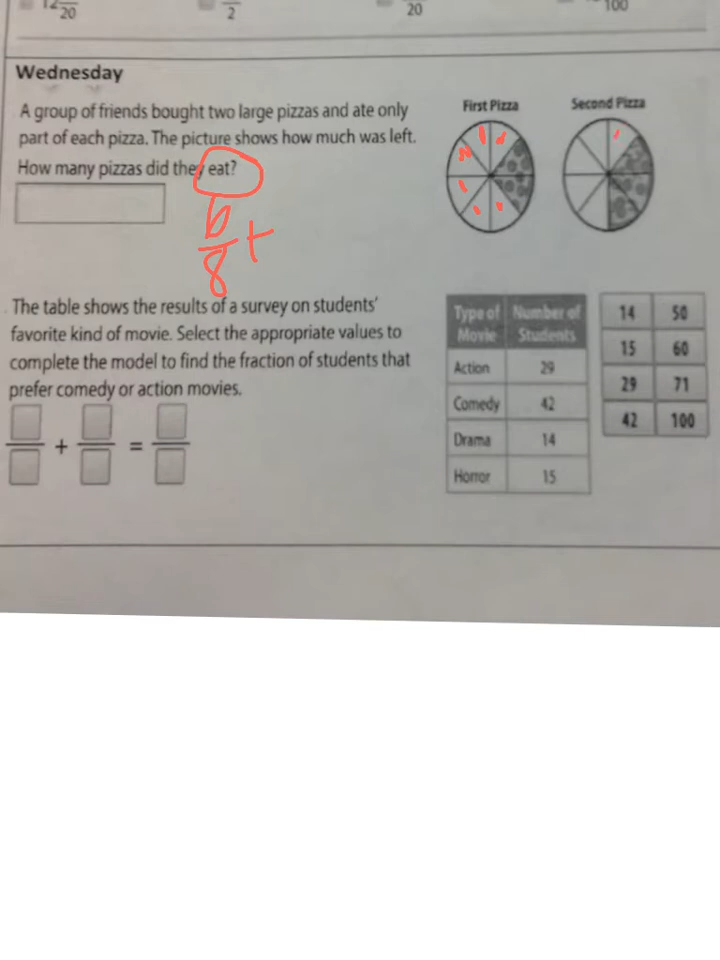 20
2
20
100
Wednesday
A group of friends bought two large pizzas and ate only
part of each pizza. The picture shows how much was left.
How many pizzas did they eat?
First Pizza
Second Pizza
6/8 +
The table shows the results of a survey on students'
favorite kind of movie. Select the appropriate values to
complete the model to find the fraction of students that
prefer comedy or action movies.
+ =
Type of Movie Number of Students
Action 29
Comedy 42
Drama 14
Horror 15
14 50
15 60
29 71
42 100